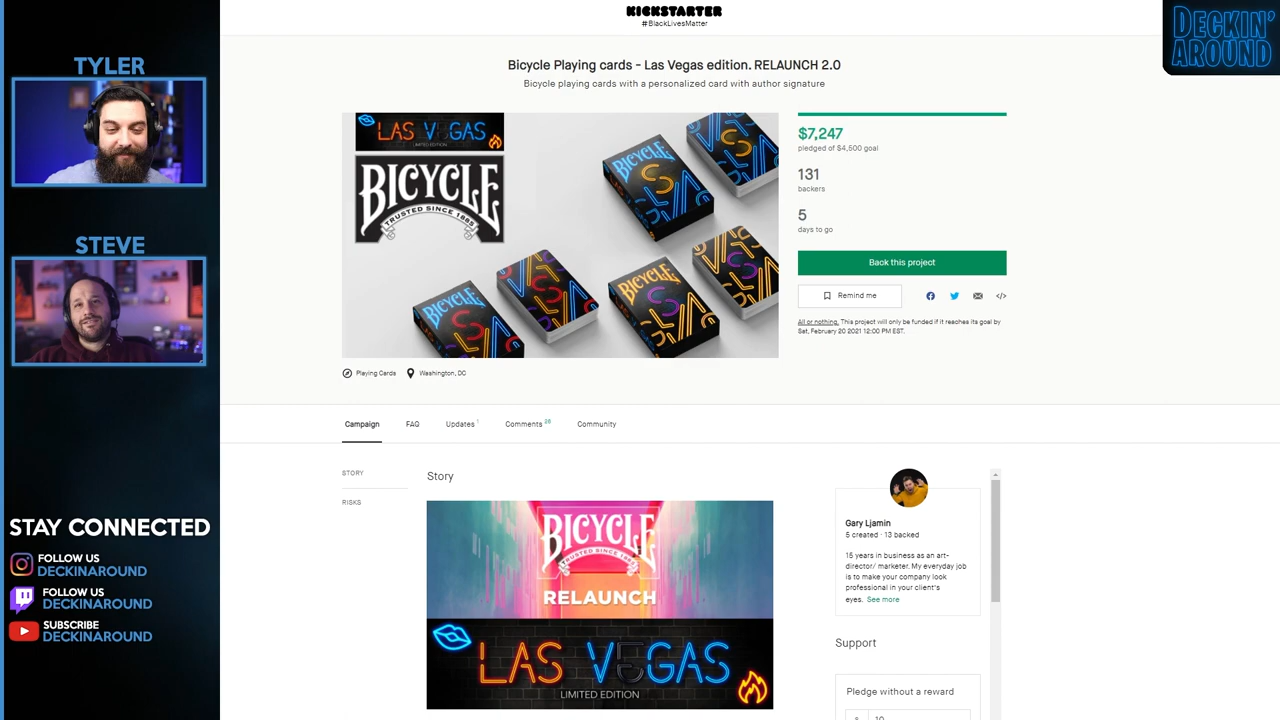 TYLER
STEVE
STAY CONNECTED
FOLLOW US
DECKINAROUND
FOLLOW US
DECKINAROUND
SUBSCRIBE
DECKINAROUND
KICKSTARTER
#BlackLivesMatter
DECKIN'
AROUND
Bicycle Playing cards - Las Vegas edition. RELAUNCH 2.0
Bicycle playing cards with a personalized card with author signature
LAS VEGAS
LIMITED EDITION
BICYCLE
TRUSTED SINCE 1885
BICYCLE
BICYCLE
BICYCLE
$7,247
pledged of $4,500 goal
131
backers
5
days to go
Back this project
Remind me
All or nothing. This project will only be funded if it reaches its goal by
Sat, February 20 2021 12:00 PM EST.
Playing Cards
Washington, DC
Campaign
FAQ
Updates 1
Comments 26
Community
STORY
RISKS
Story
BICYCLE
TRUSTED SINCE 1885
RELAUNCH
LAS VEGAS
LIMITED EDITION
Gary Ljamin
5 created · 13 backed
15 years in business as an art-
director/ marketer. My everyday job
is to make your company look
professional in your client's
eyes. See more
Support
Pledge without a reward
$ 10